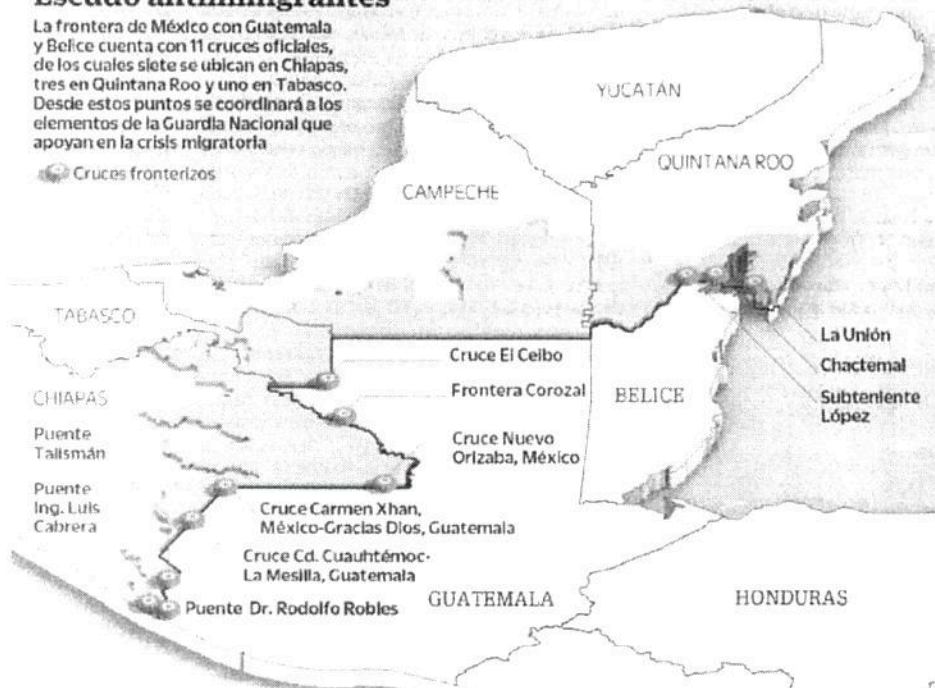 Escudo antiinmigrantes
La frontera de México con Guatemala
y Belice cuenta con 11 cruces oficiales,
de los cuales siete se ubican en Chiapas,
tres en Quintana Roo y uno en Tabasco.
Desde estos puntos se coordinará a los
elementos de la Guardia Nacional que
apoyan en la crisis migratoria
Cruces fronterizos
YUCATÁN
QUINTANA ROO
CAMPECHE
TABASCO
La Unión
Cruce El Ceibo
Chactemal
Frontera Corozal
BELICE
CHIAPAS
Subteniente
López
Puente
Talismán
Cruce Nuevo
Orizaba, México
Puente
Ing. Luis
Cabrera
Cruce Carmen Xhan,
México-Gracias Dios, Guatemala
Cruce Cd. Cuauhtémoc-
La Mesilla, Guatemala
Puente Dr. Rodolfo Robles
GUATEMALA
HONDURAS